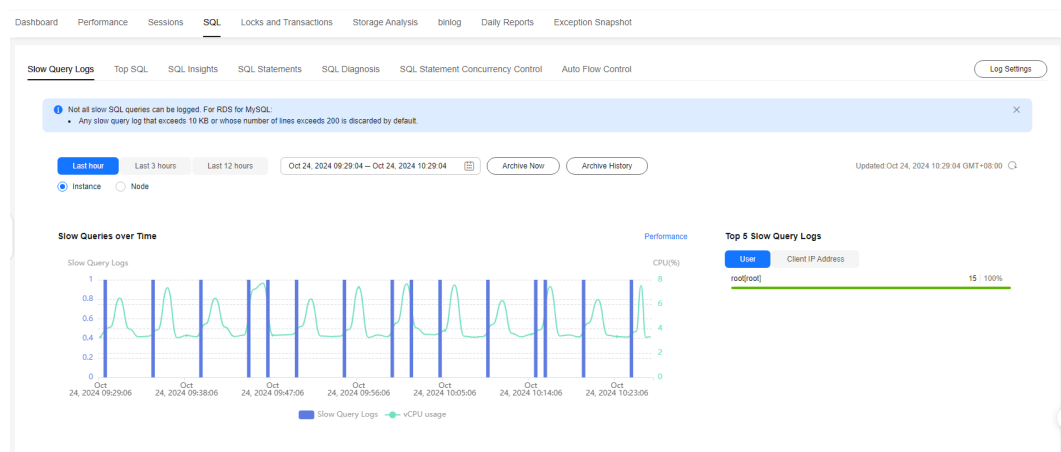 Dashboard Performance Sessions SQL Locks and Transactions Storage Analysis binlog Daily Reports Exception Snapshot
Slow Query Logs Top SQL SQL Insights SQL Statements SQL Diagnosis SQL Statement Concurrency Control Auto Flow Control Log Settings
Not all slow SQL queries can be logged. For RDS for MySQL:
• Any slow query log that exceeds 10 KB or whose number of lines exceeds 200 is discarded by default.
Last hour Last 3 hours Last 12 hours Oct 24, 2024 09:29:04 — Oct 24, 2024 10:29:04 Archive Now Archive History Updated:Oct 24, 2024 10:29:04 GMT+08:00
Instance Node
Slow Queries over Time Performance Top 5 Slow Query Logs
User Client IP Address
Slow Query Logs CPU(%)
root[root] 15 100%
1 8
0.8
6
0.6
0.4 4
0.2 2
0 0
Oct Oct Oct Oct Oct Oct Oct
24, 2024 09:29:06 24, 2024 09:38:06 24, 2024 09:47:06 24, 2024 09:56:06 24, 2024 10:05:06 24, 2024 10:14:06 24, 2024 10:23:06
Slow Query Logs vCPU usage